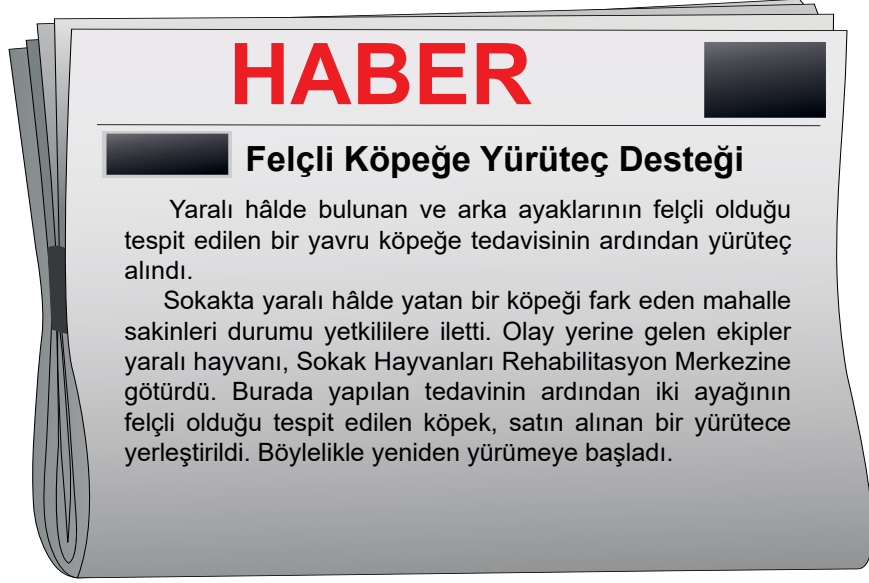 HABER
Felçli Köpeğe Yürüteç Desteği
Yaralı hâlde bulunan ve arka ayaklarının felçli olduğu
tespit edilen bir yavru köpeğe tedavisinin ardından yürüteç
alındı.
Sokakta yaralı hâlde yatan bir köpeği fark eden mahalle
sakinleri durumu yetkililere iletti. Olay yerine gelen ekipler
yaralı hayvanı, Sokak Hayvanları Rehabilitasyon Merkezine
götürdü. Burada yapılan tedavinin ardından iki ayağının
felçli olduğu tespit edilen köpek, satın alınan bir yürütece
yerleştirildi. Böylelikle yeniden yürümeye başladı.